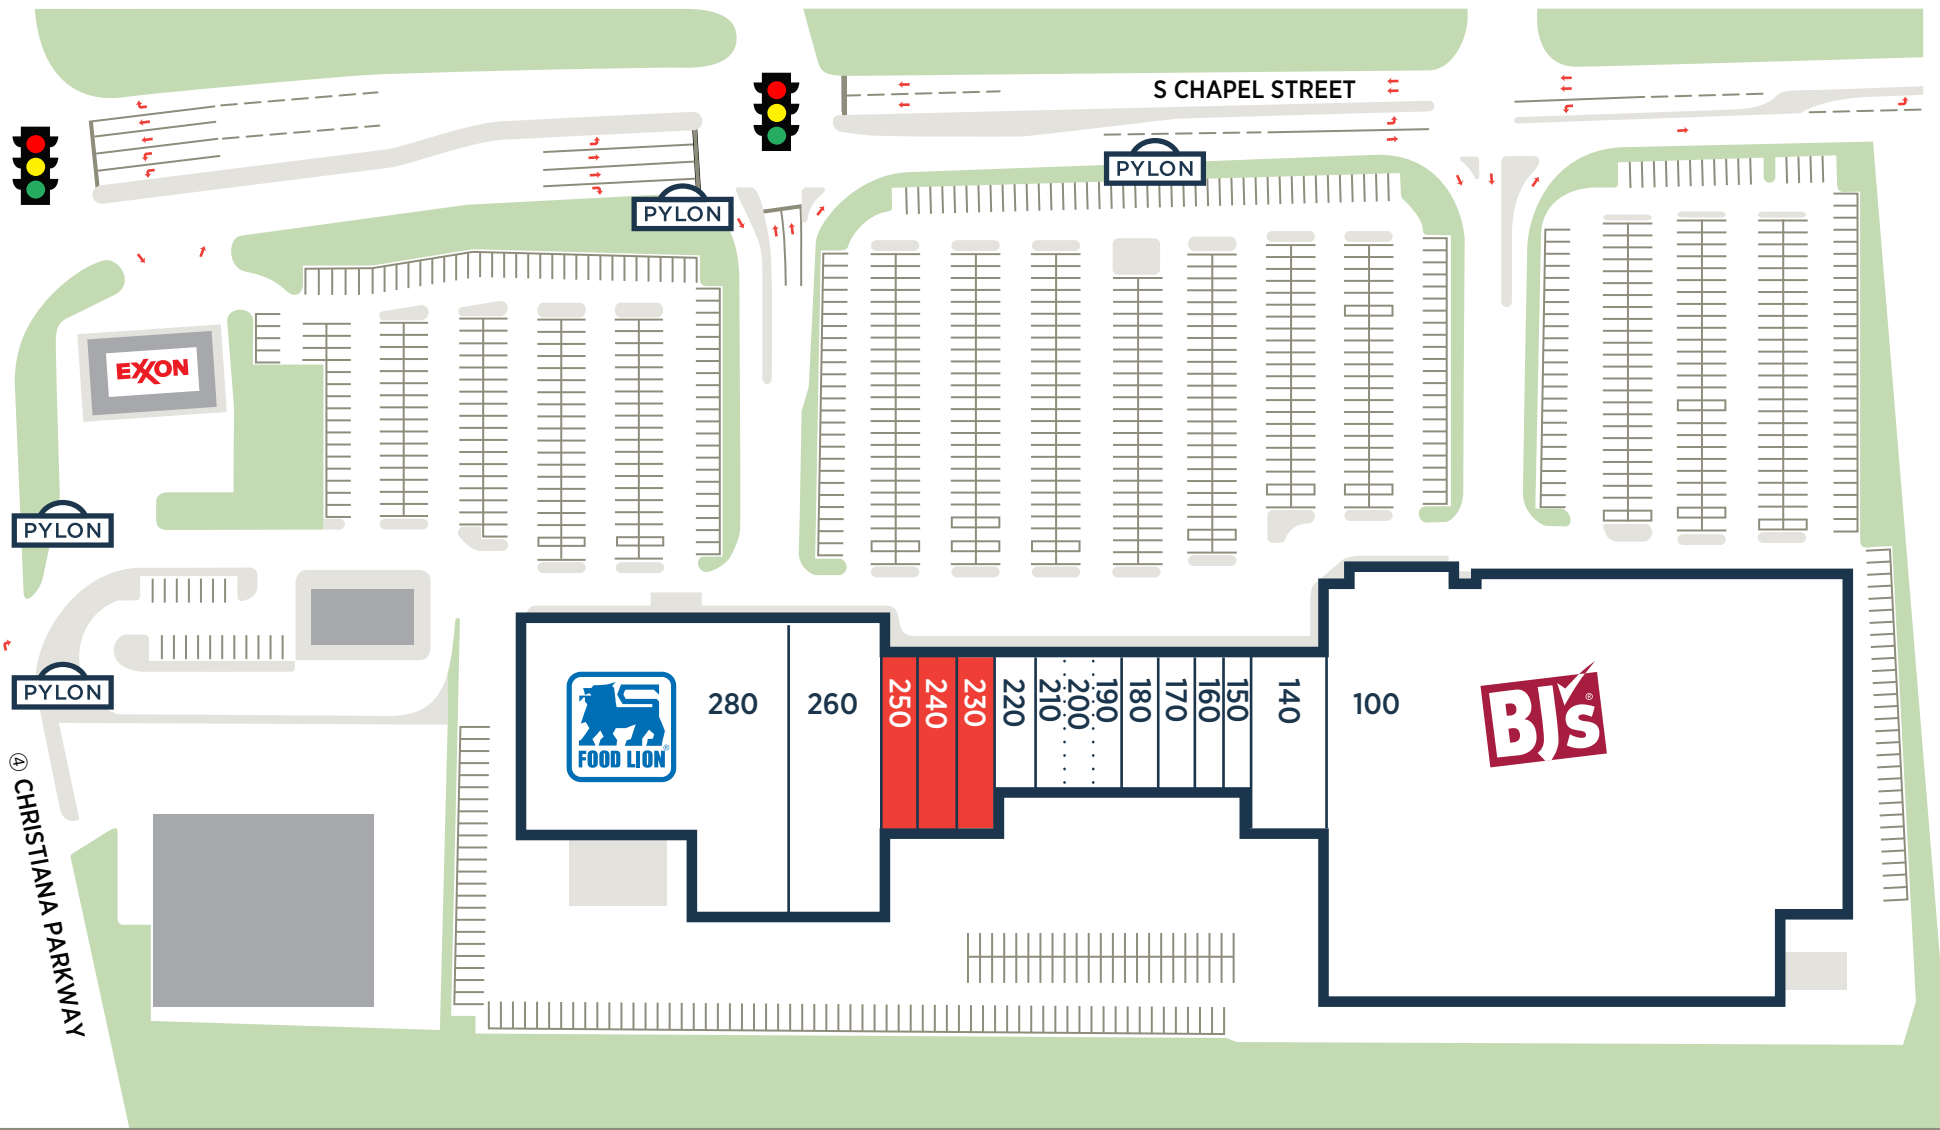 S CHAPEL STREET
PYLON
PYLON
EXXON
PYLON
PYLON
④ CHRISTIANA PARKWAY
FOOD LION®
280
260
250
240
230
220
210
200
190
180
170
160
150
140
100
BJ's®